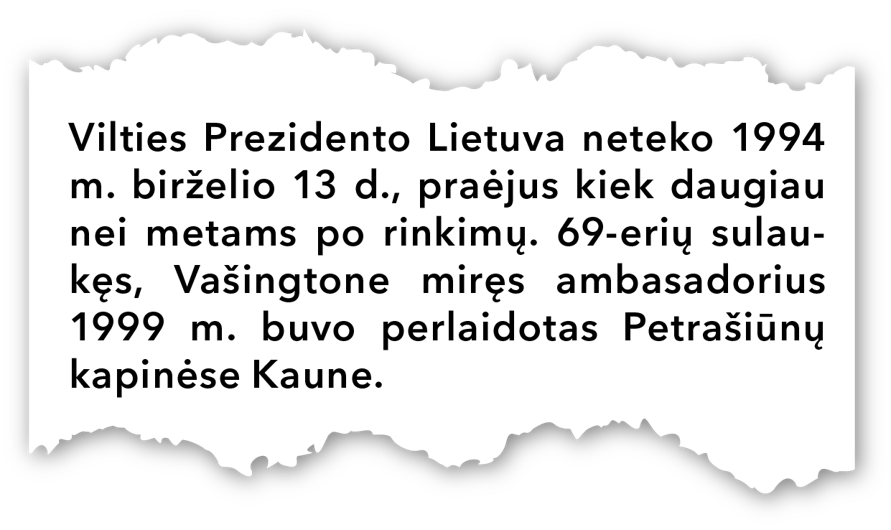 Vilties Prezidento Lietuva neteko 1994
m. birželio 13 d., praėjus kiek daugiau
nei metams po rinkimų. 69-erių sulau-
kęs, Vašingtone miręs ambasadorius
1999 m. buvo perlaidotas Petrašiūnų
kapinėse Kaune.